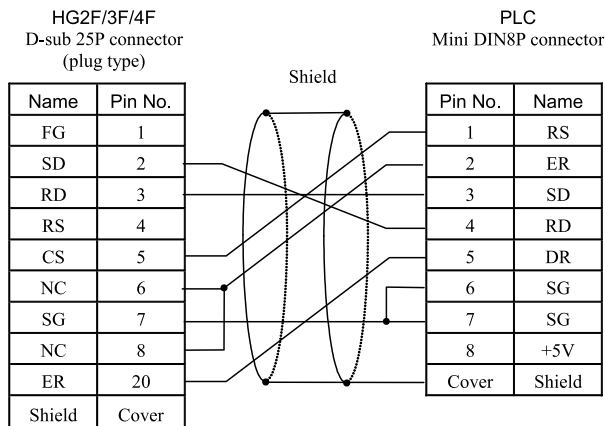 HG2F/3F/4F
D-sub 25P connector
(plug type)
PLC
Mini DIN8P connector
Shield
Name Pin No.
FG 1
SD 2
RD 3
RS 4
CS 5
NC 6
SG 7
NC 8
ER 20
Shield Cover
Pin No. Name
1 RS
2 ER
3 SD
4 RD
5 DR
6 SG
7 SG
8 +5V
Cover Shield